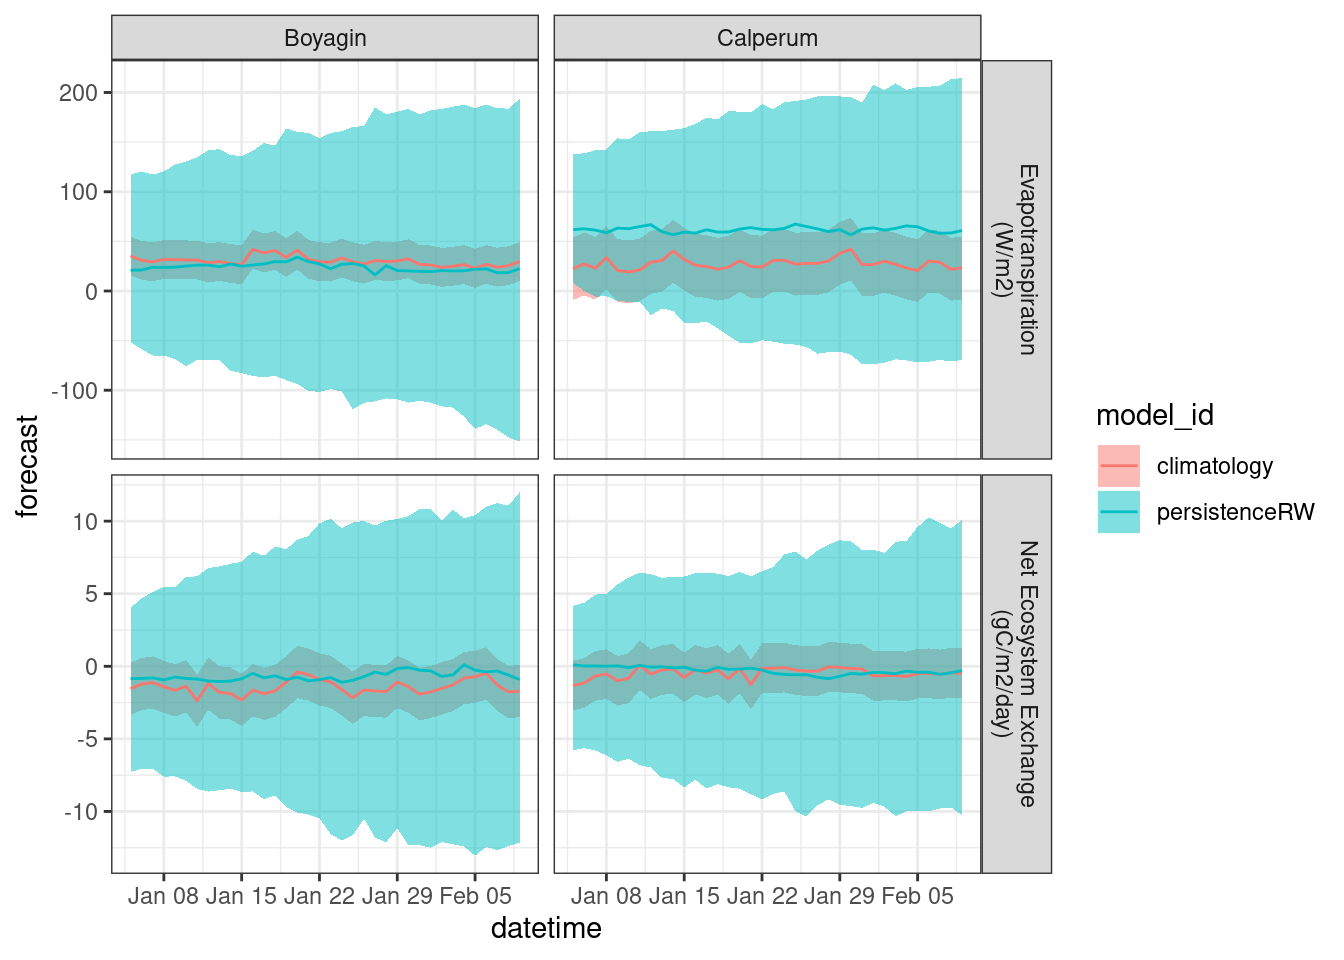 Boyagin
Calperum
200
100
0
-100
Evapotranspiration
(W/m2)
10
5
0
-5
-10
Net Ecosystem Exchange
(gC/m2/day)
forecast
Jan 08 Jan 15 Jan 22 Jan 29 Feb 05
Jan 08 Jan 15 Jan 22 Jan 29 Feb 05
datetime
model_id
climatology
persistenceRW